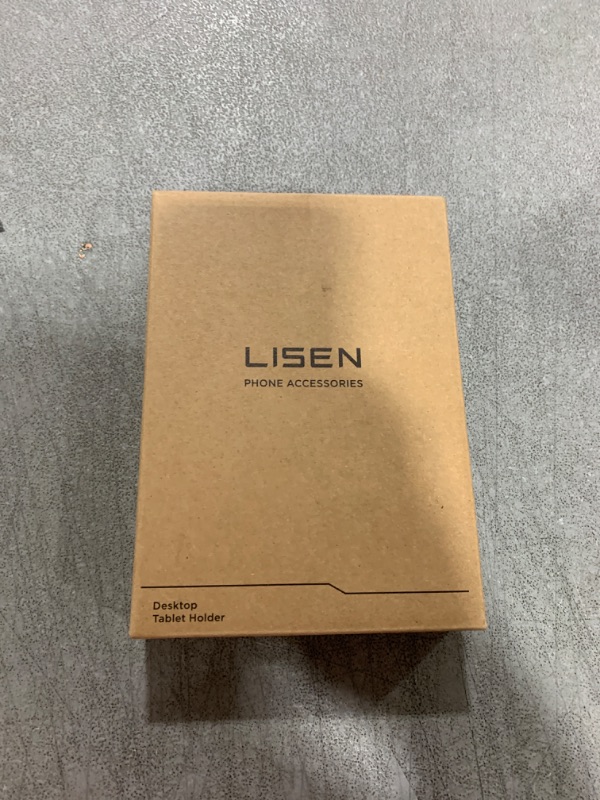 LISEN
PHONE ACCESSORIES
Desktop
Tablet Holder